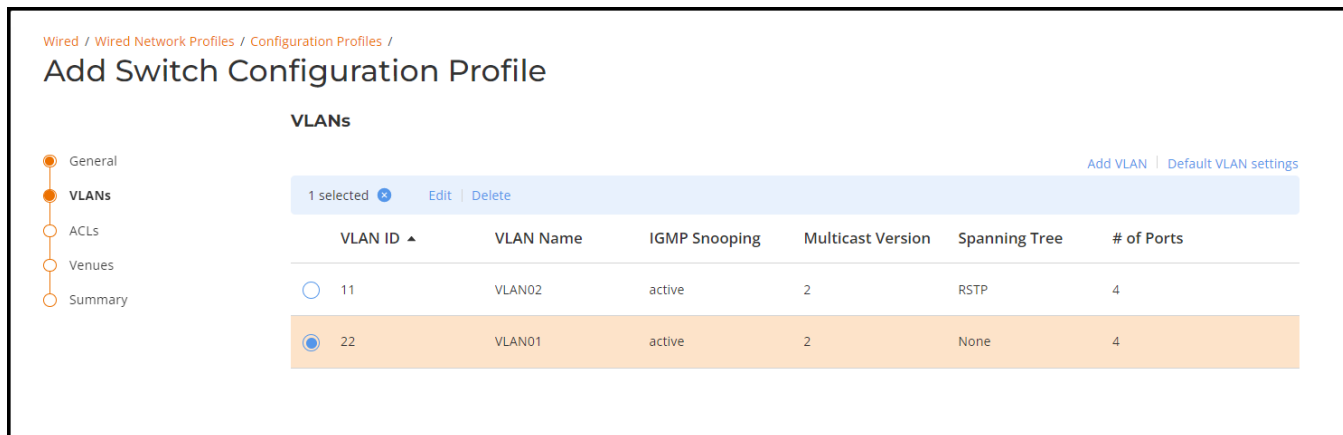 Wired / Wired Network Profiles / Configuration Profiles /
Add Switch Configuration Profile
VLANs
General
VLANs
ACLs
Venues
Summary
Add VLAN | Default VLAN settings
1 selected Edit | Delete
VLAN ID VLAN Name IGMP Snooping Multicast Version Spanning Tree # of Ports
11 VLAN02 active 2 RSTP 4
22 VLAN01 active 2 None 4